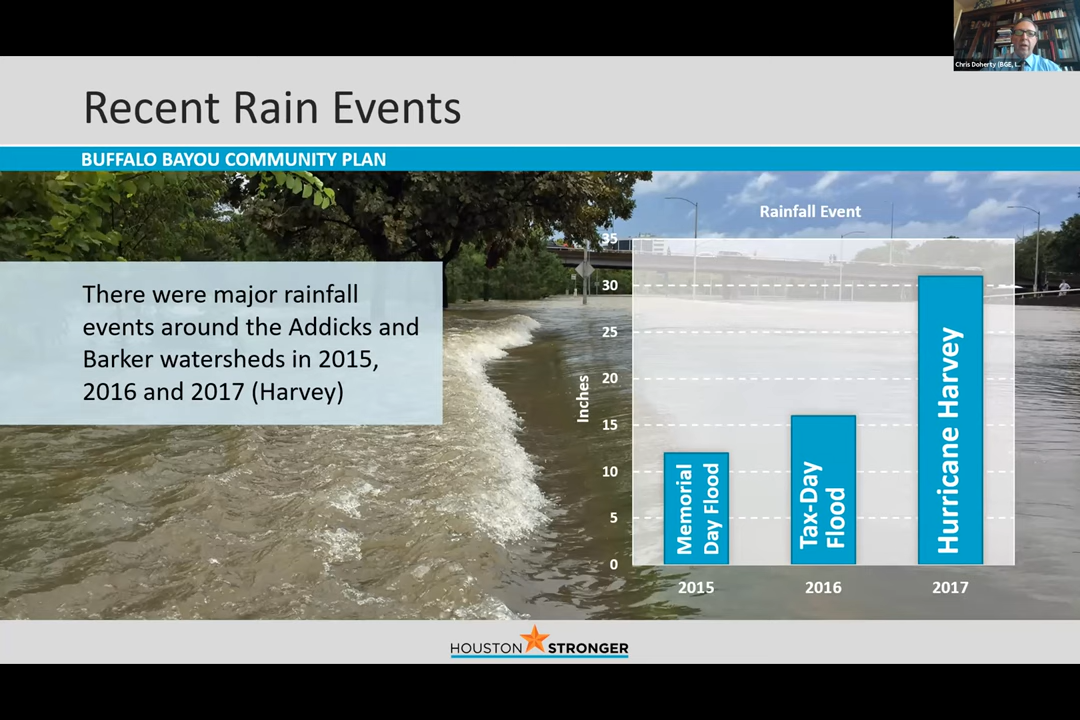 Chris Doherty (BGE, I...
Recent Rain Events
BUFFALO BAYOU COMMUNITY PLAN
There were major rainfall
events around the Addicks and
Barker watersheds in 2015,
2016 and 2017 (Harvey)
Rainfall Event
Inches
35
30
25
20
15
10
5
0
Memorial
Day Flood
Tax-Day
Flood
Hurricane Harvey
2015
2016
2017
HOUSTON STRONGER